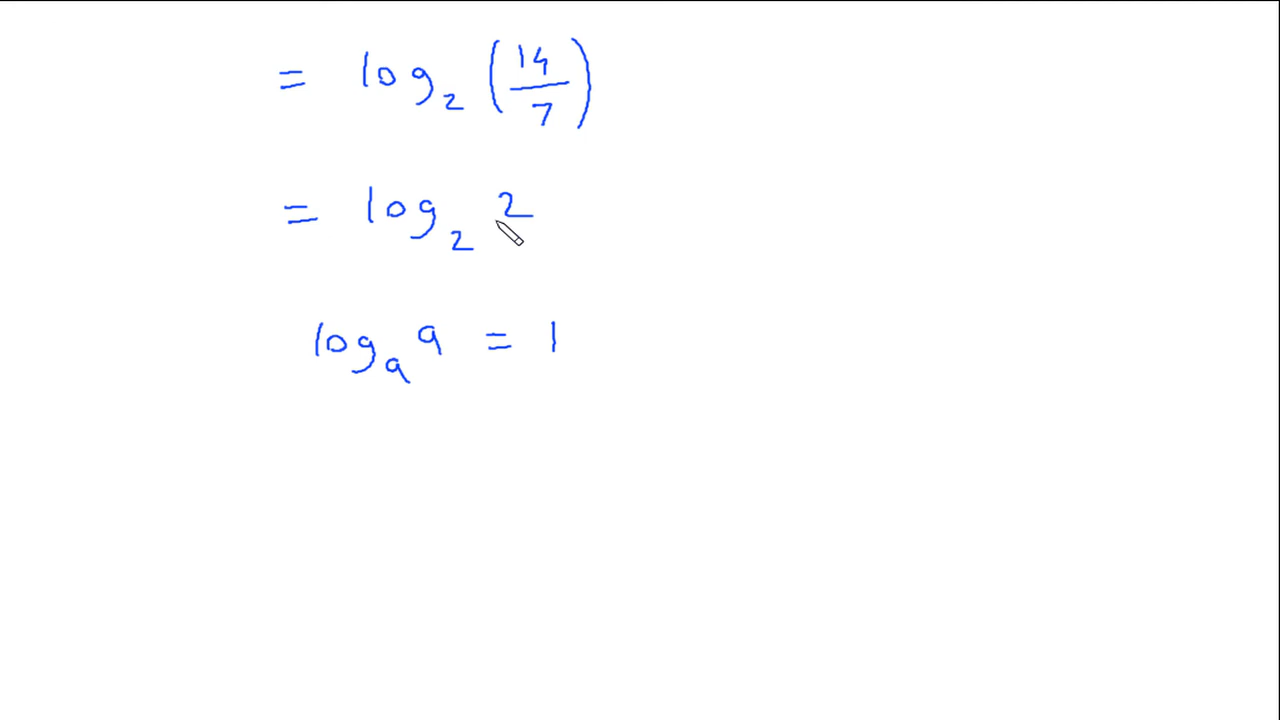 = log₂ (14/7)
= log₂ 2
logₐ a = 1